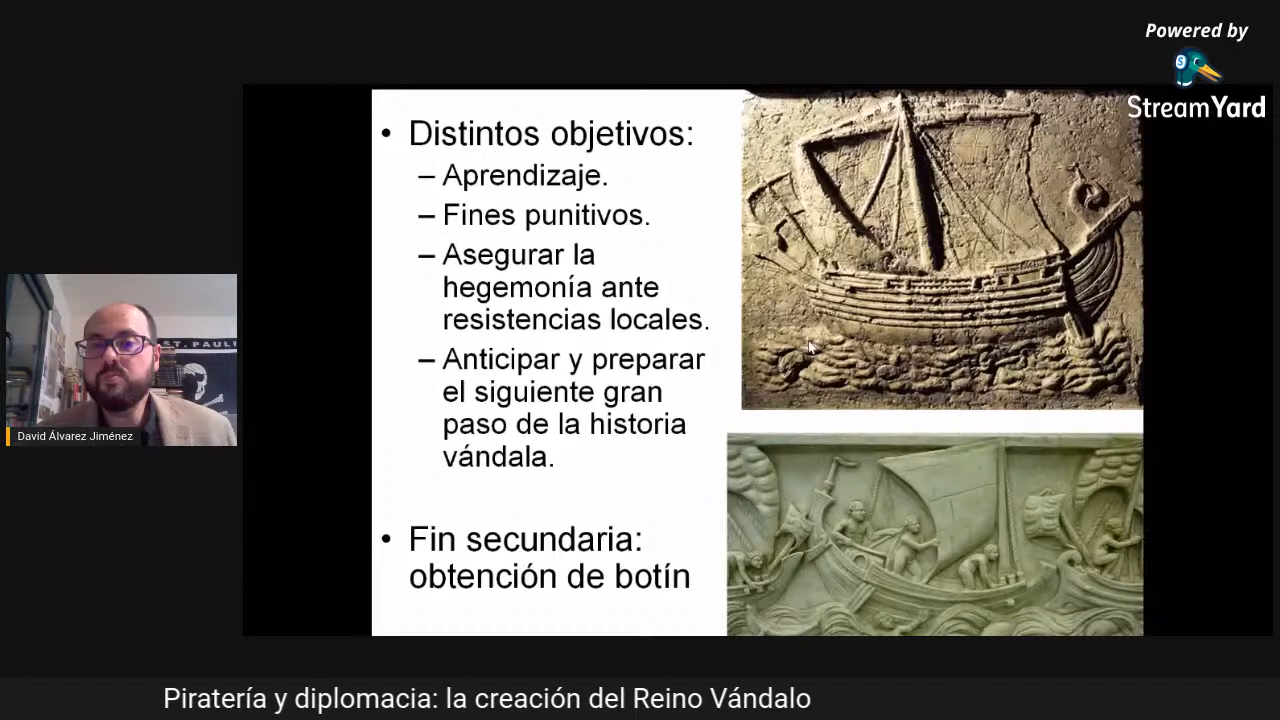 Powered by
StreamYard
• Distintos objetivos:
– Aprendizaje.
– Fines punitivos.
– Asegurar la
hegemonía ante
resistencias locales.
– Anticipar y preparar
el siguiente gran
paso de la historia
vándala.
• Fin secundaria:
obtención de botín
ST. PAULI
David Álvarez Jiménez
Piratería y diplomacia: la creación del Reino Vándalo